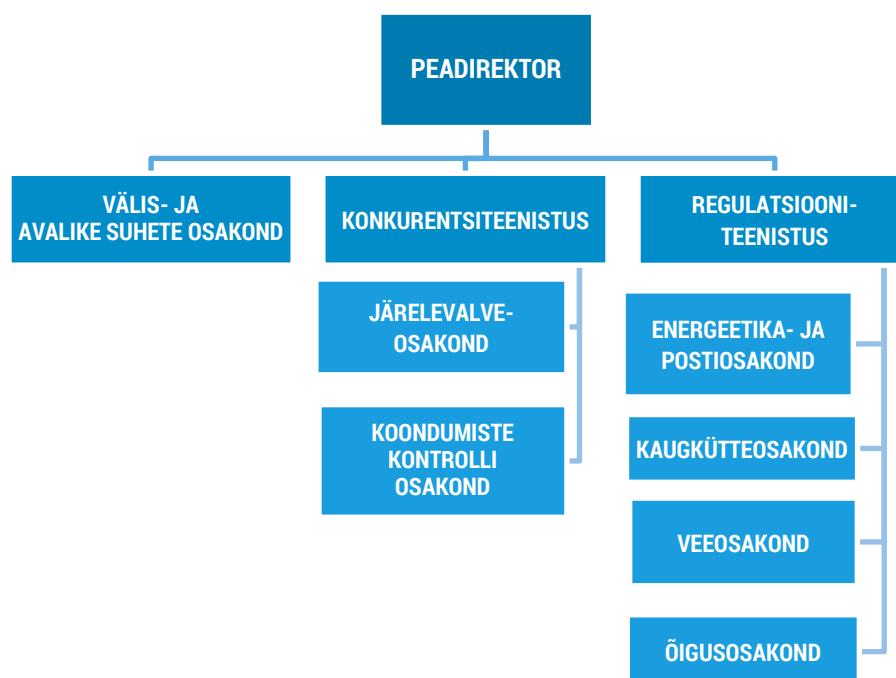 PEADIREKTOR
VÄLIS- JA
AVALIKE SUHETE OSAKOND
KONKURENTSITEENISTUS
JÄRELEVALVE-
OSAKOND
KOONDUMISTE
KONTROLLI
OSAKOND
REGULATSIOONI-
TEENISTUS
ENERGEETIKA- JA
POSTIOSAKOND
KAUGKÜTTEOSAKOND
VEEOSAKOND
ÕIGUSOSAKOND